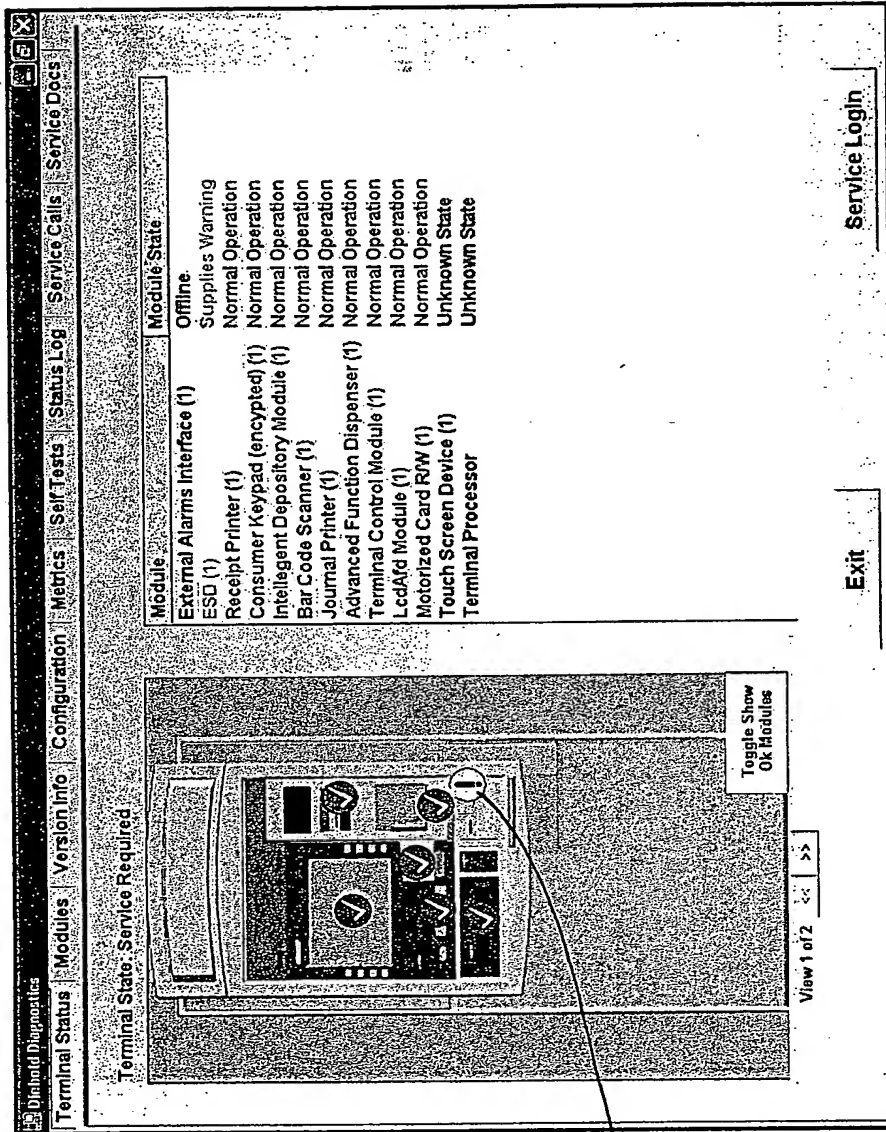 Diebold Diagnostics
Terminal Status Modules Version Info Configuration Metrics Self Tests Status Log Service Calls Service Docs
Terminal State: Service Required
Module Module State
External Alarms Interface (1) Offline
ESD (1) Supplies Warning
Receipt Printer (1) Normal Operation
Consumer Keypad (encypted) (1) Normal Operation
Intellegent Depository Module (1) Normal Operation
Bar Code Scanner (1) Normal Operation
Journal Printer (1) Normal Operation
Advanced Function Dispenser (1) Normal Operation
Terminal Control Module (1) Normal Operation
LcdAfd Module (1) Normal Operation
Motorized Card R/W (1) Normal Operation
Touch Screen Device (1) Unknown State
Terminal Processor Unknown State
Toggle Show
Ok Modules
View 1 of 2 << >>
Exit Service LogIn